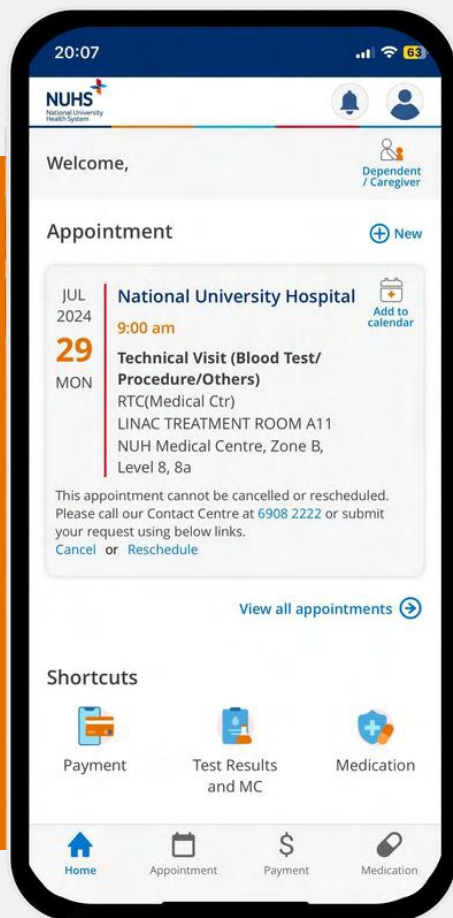 20:07
63
NUHS
National University
Health System
Welcome,
Dependent
/ Caregiver
Appointment
New
JUL
2024
29
MON
National University Hospital
Add to
calendar
9:00 am
Technical Visit (Blood Test/
Procedure/Others)
RTC(Medical Ctr)
LINAC TREATMENT ROOM A11
NUH Medical Centre, Zone B,
Level 8, 8a
This appointment cannot be cancelled or rescheduled.
Please call our Contact Centre at 6908 2222 or submit
your request using below links.
Cancel or Reschedule
View all appointments
Shortcuts
Payment
Test Results
and MC
Medication
Home
Appointment
Payment
Medication